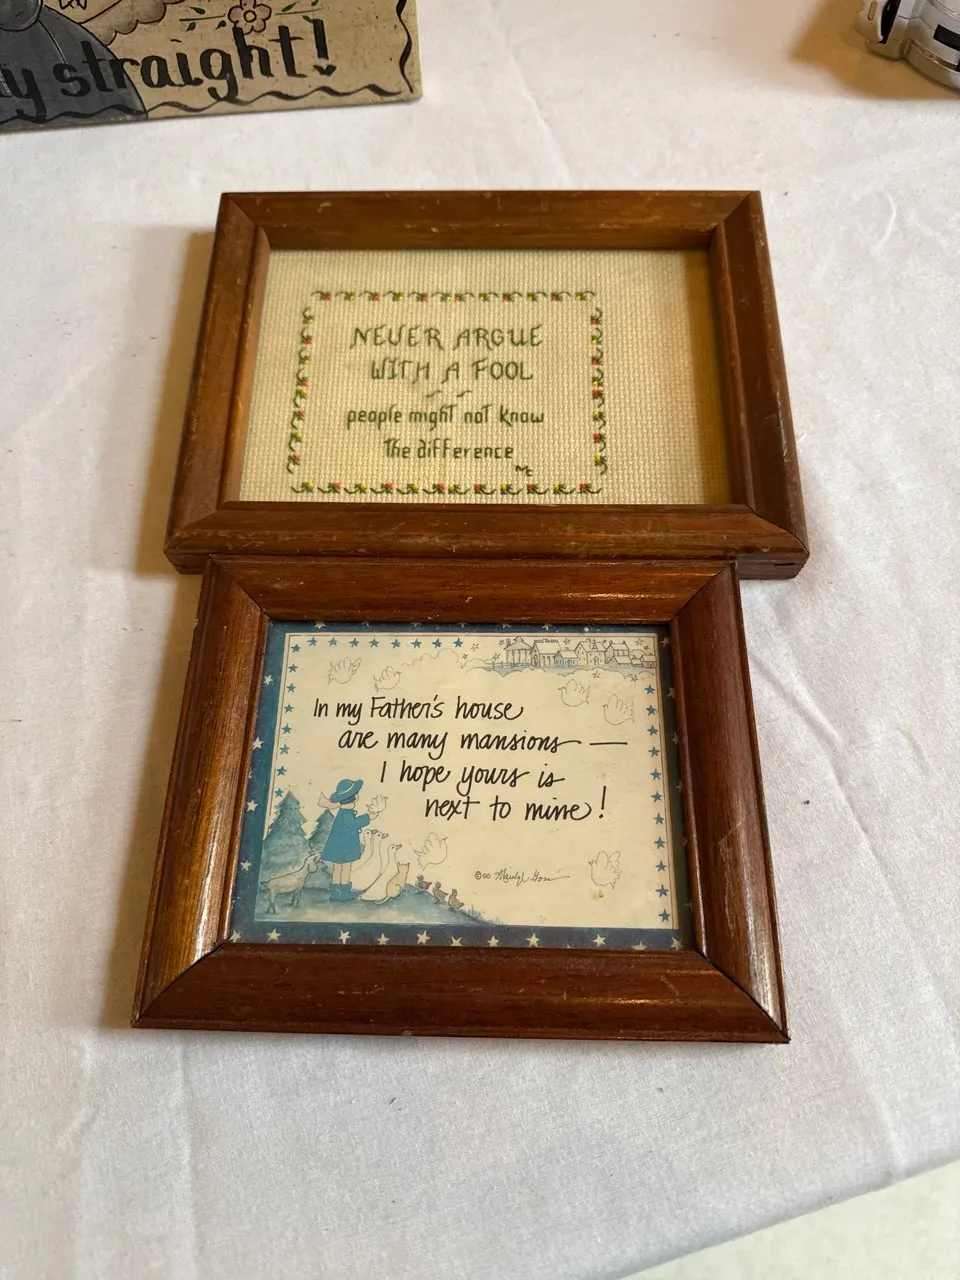 straight!
NEVER ARGUE
WITH A FOOL
people might not know
the difference
In my Father's house
are many mansions —
I hope yours is
next to mine!